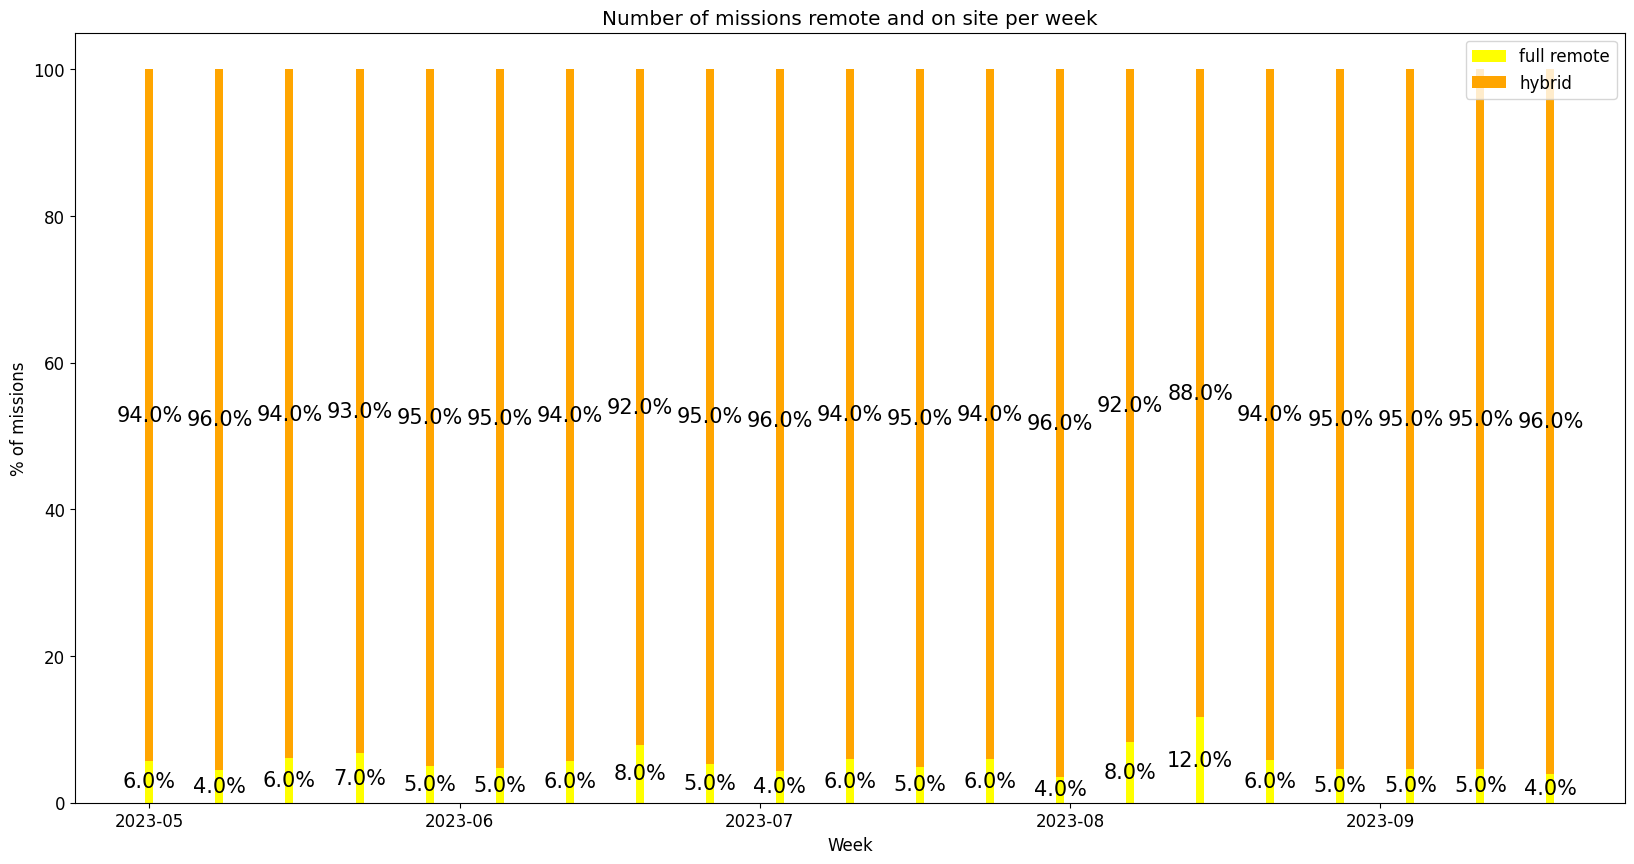 Number of missions remote and on site per week
full remote
hybrid
100
80
60
40
20
0
% of missions
94.0% 96.0% 94.0% 93.0% 95.0% 95.0% 94.0% 92.0% 95.0% 96.0% 94.0% 95.0% 94.0% 96.0% 92.0% 88.0% 94.0% 95.0% 95.0% 95.0% 96.0%
6.0% 4.0% 6.0% 7.0% 5.0% 5.0% 6.0% 8.0% 5.0% 4.0% 6.0% 5.0% 6.0% 4.0% 8.0% 12.0% 6.0% 5.0% 5.0% 5.0% 4.0%
2023-05 2023-06 2023-07 2023-08 2023-09
Week